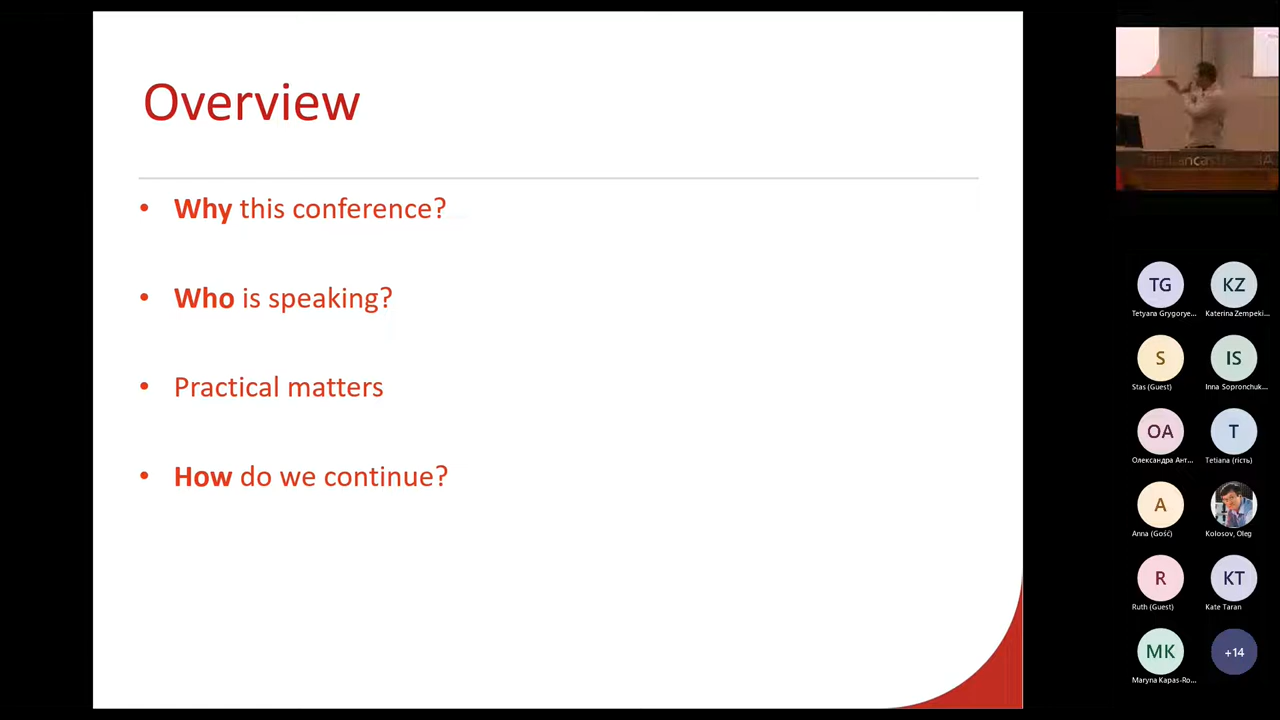 Overview
• Why this conference?
• Who is speaking?
• Practical matters
• How do we continue?
TG
KZ
Tetyana Grygorye...
Katerina Zempeki...
S
IS
Stas (Guest)
Inna Sopronchuk...
OA
T
Олександра Ант...
Tetiana (гість)
A
Anna (Gość)
Kolosov, Oleg
R
KT
Ruth (Guest)
Kate Taran
MK
+14
Maryna Kapas-Ro...